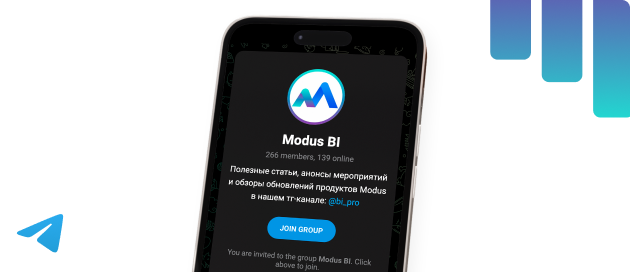 Modus BI
266 members, 139 online
Полезные статьи, анонсы мероприятий
и обзоры обновлений продуктов Modus
в нашем тг-канале: @bi_pro
JOIN GROUP
You are invited to the group Modus BI. Click
above to join.